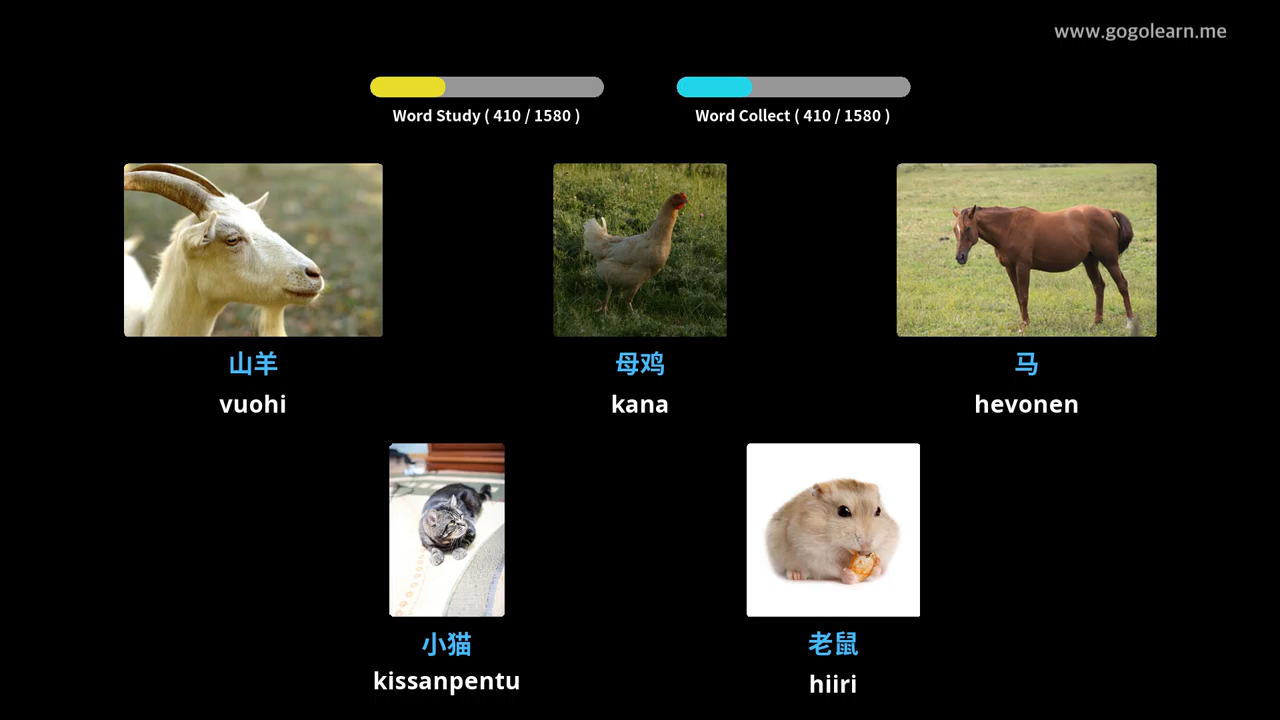 www.gogolearn.me
Word Study ( 410 / 1580 )
Word Collect ( 410 / 1580 )
山羊
vuohi
母鸡
kana
马
hevonen
小猫
kissanpentu
老鼠
hiiri